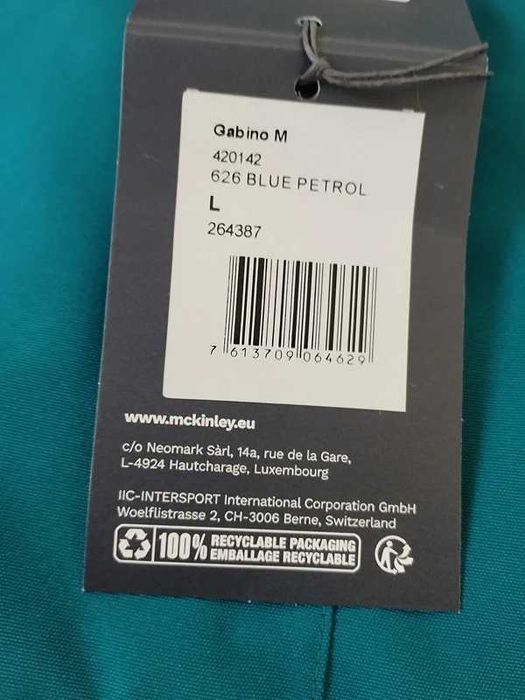 Gabino M
420142
626 BLUE PETROL
L
264387
7 613709 064629
www.mckinley.eu
c/o Neomark Sàrl, 14a, rue de la Gare,
L-4924 Hautcharage, Luxembourg
IIC-INTERSPORT International Corporation GmbH
Woelflistrasse 2, CH-3006 Berne, Switzerland
100% RECYCLABLE PACKAGING
EMBALLAGE RECYCLABLE